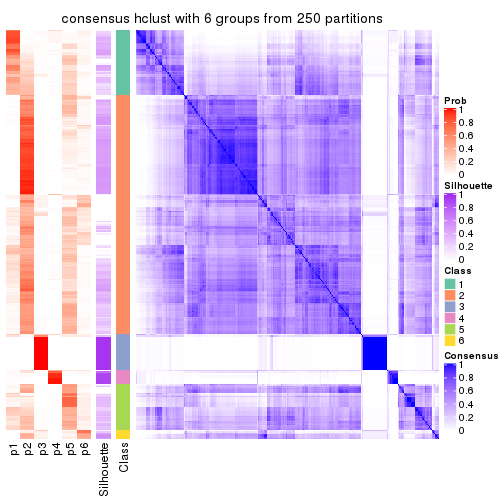 consensus hclust with 6 groups from 250 partitions
Prob
1
0.8
0.6
0.4
0.2
0
Silhouette
1
0.8
0.6
0.4
0.2
0
Class
1
2
3
4
5
6
Consensus
1
0.8
0.6
0.4
0.2
0
p1
p2
p3
p4
p5
p6
Silhouette
Class